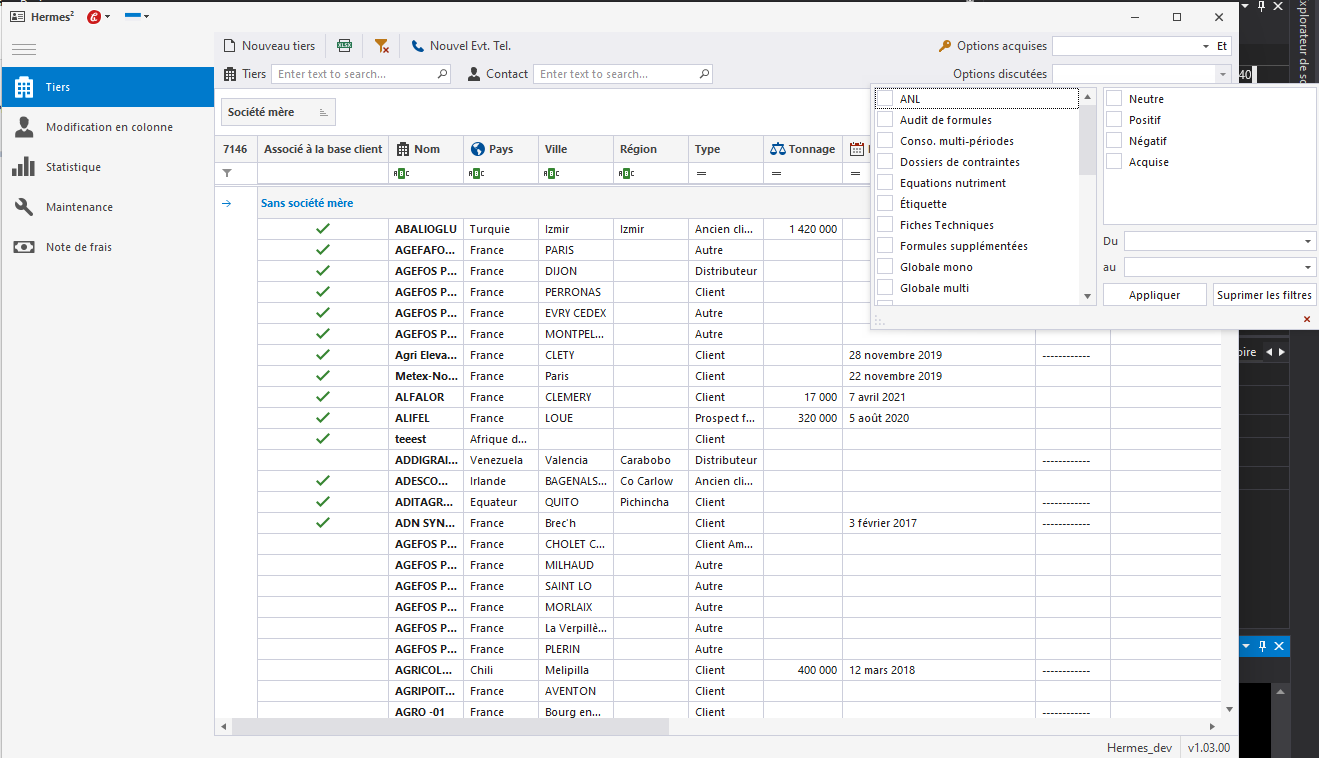 Hermes²
Nouveau tiers
XLSX
Nouvel Evt. Tel.
Options acquises
Et
Tiers
Enter text to search...
Contact
Enter text to search...
Options discutées
40
Explorateur de so
Tiers
Modification en colonne
Statistique
Maintenance
Note de frais
Société mère
ANL
Audit de formules
Conso. multi-périodes
Dossiers de contraintes
Equations nutriment
Étiquette
Fiches Techniques
Formules supplémentées
Globale mono
Globale multi
Neutre
Positif
Négatif
Acquise
Du
au
Appliquer
Suprimer les filtres
oire
7146 Associé à la base client Nom Pays Ville Région Type Tonnage
ABC ABC ABC ABC = = =
Sans société mère
ABALIOGLU Turquie Izmir Izmir Ancien cli... 1 420 000
AGEFAFO... France PARIS Autre
AGEFOS P... France DIJON Distributeur
AGEFOS P... France PERRONAS Client
AGEFOS P... France EVRY CEDEX Autre
AGEFOS P... France MONTPEL... Autre
Agri Eleva... France CLETY Client 28 novembre 2019 ------------
Metex-No... France Paris Client 22 novembre 2019
ALFALOR France CLEMERY Client 17 000 7 avril 2021
ALIFEL France LOUE Prospect f... 320 000 5 août 2020
teeest Afrique d... Client
ADDIGRAI... Venezuela Valencia Carabobo Distributeur ------------
ADESCO... Irlande BAGENALS... Co Carlow Ancien cli...
ADITAGR... Equateur QUITO Pichincha Client ------------
ADN SYN... France Brec'h Client 3 février 2017 ------------
AGEFOS P... France CHOLET C... Client Am...
AGEFOS P... France MILHAUD Autre
AGEFOS P... France SAINT LO Autre
AGEFOS P... France MORLAIX Autre
AGEFOS P... France La Verpillè... Autre
AGEFOS P... France PLERIN Autre
AGRICOL... Chili Melipilla Client 400 000 12 mars 2018 ------------
AGRIPOIT... France AVENTON Client
AGRO -01 France Bourg en... Client ------------
Hermes_dev v1.03.00